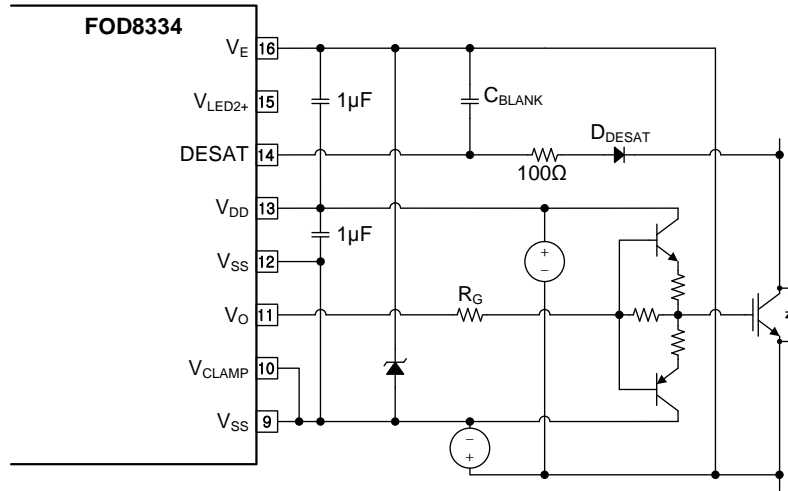 FOD8334
VE 16
VLED2+ 15
1µF
CBLANK
DESAT 14
DDESAT
100Ω
VDD 13
1µF
VSS 12
+
−
VO 11
RG
VCLAMP 10
VSS 9
−
+